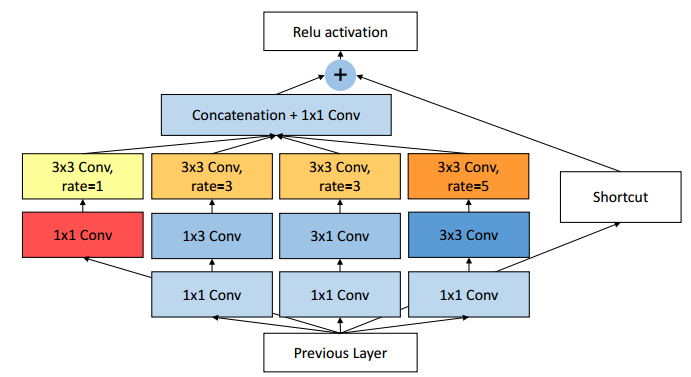 Relu activation
+
Concatenation + 1x1 Conv
3x3 Conv,
rate=1
3x3 Conv,
rate=3
3x3 Conv,
rate=3
3x3 Conv,
rate=5
Shortcut
1x1 Conv
1x3 Conv
3x1 Conv
3x3 Conv
1x1 Conv
1x1 Conv
1x1 Conv
Previous Layer